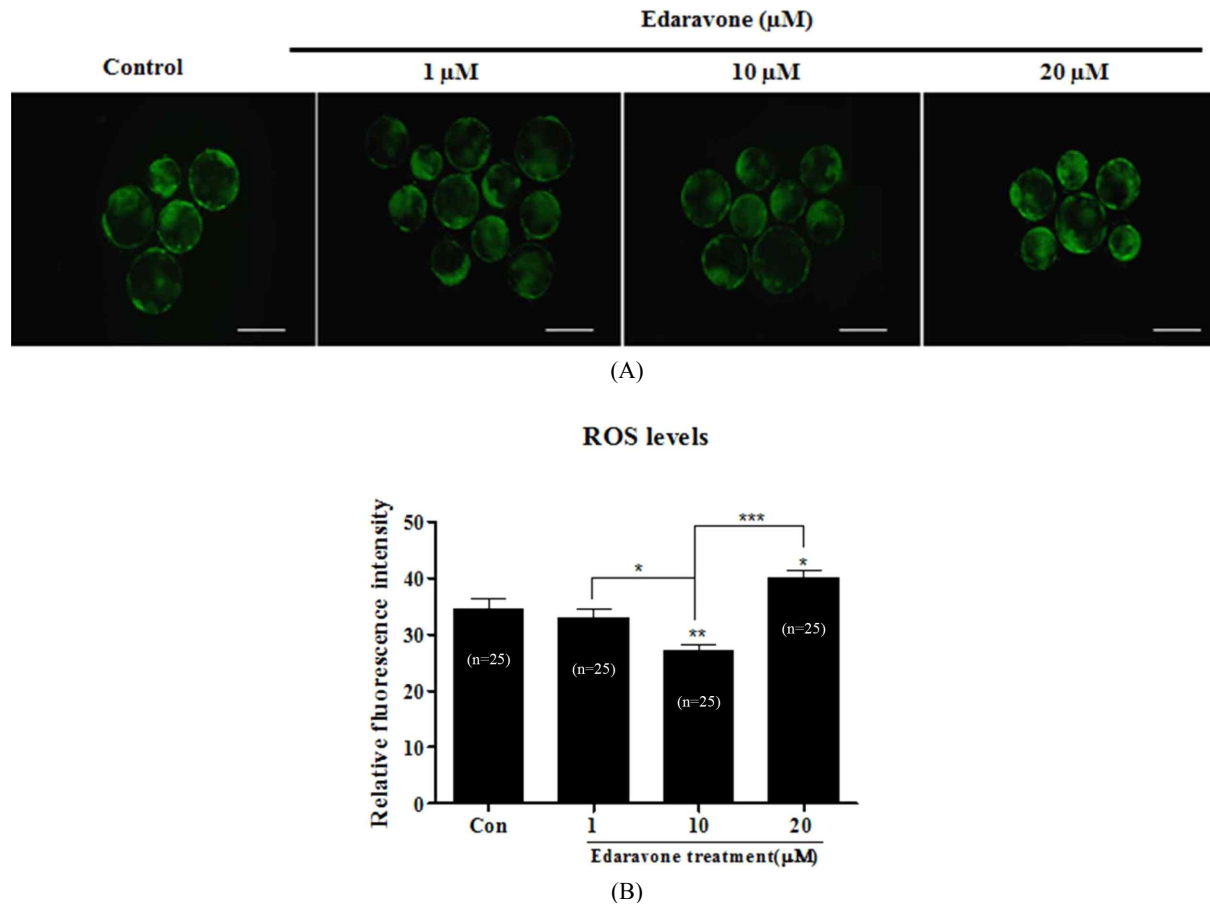 Edaravone (µM)
Control
1 µM
10 µM
20 µM
(A)
ROS levels
Relative fluorescence intensity
50
40
30
20
10
0
***
*
*
**
(n=25)
(n=25)
(n=25)
(n=25)
Con
1
10
20
Edaravone treatment(µM)
(B)